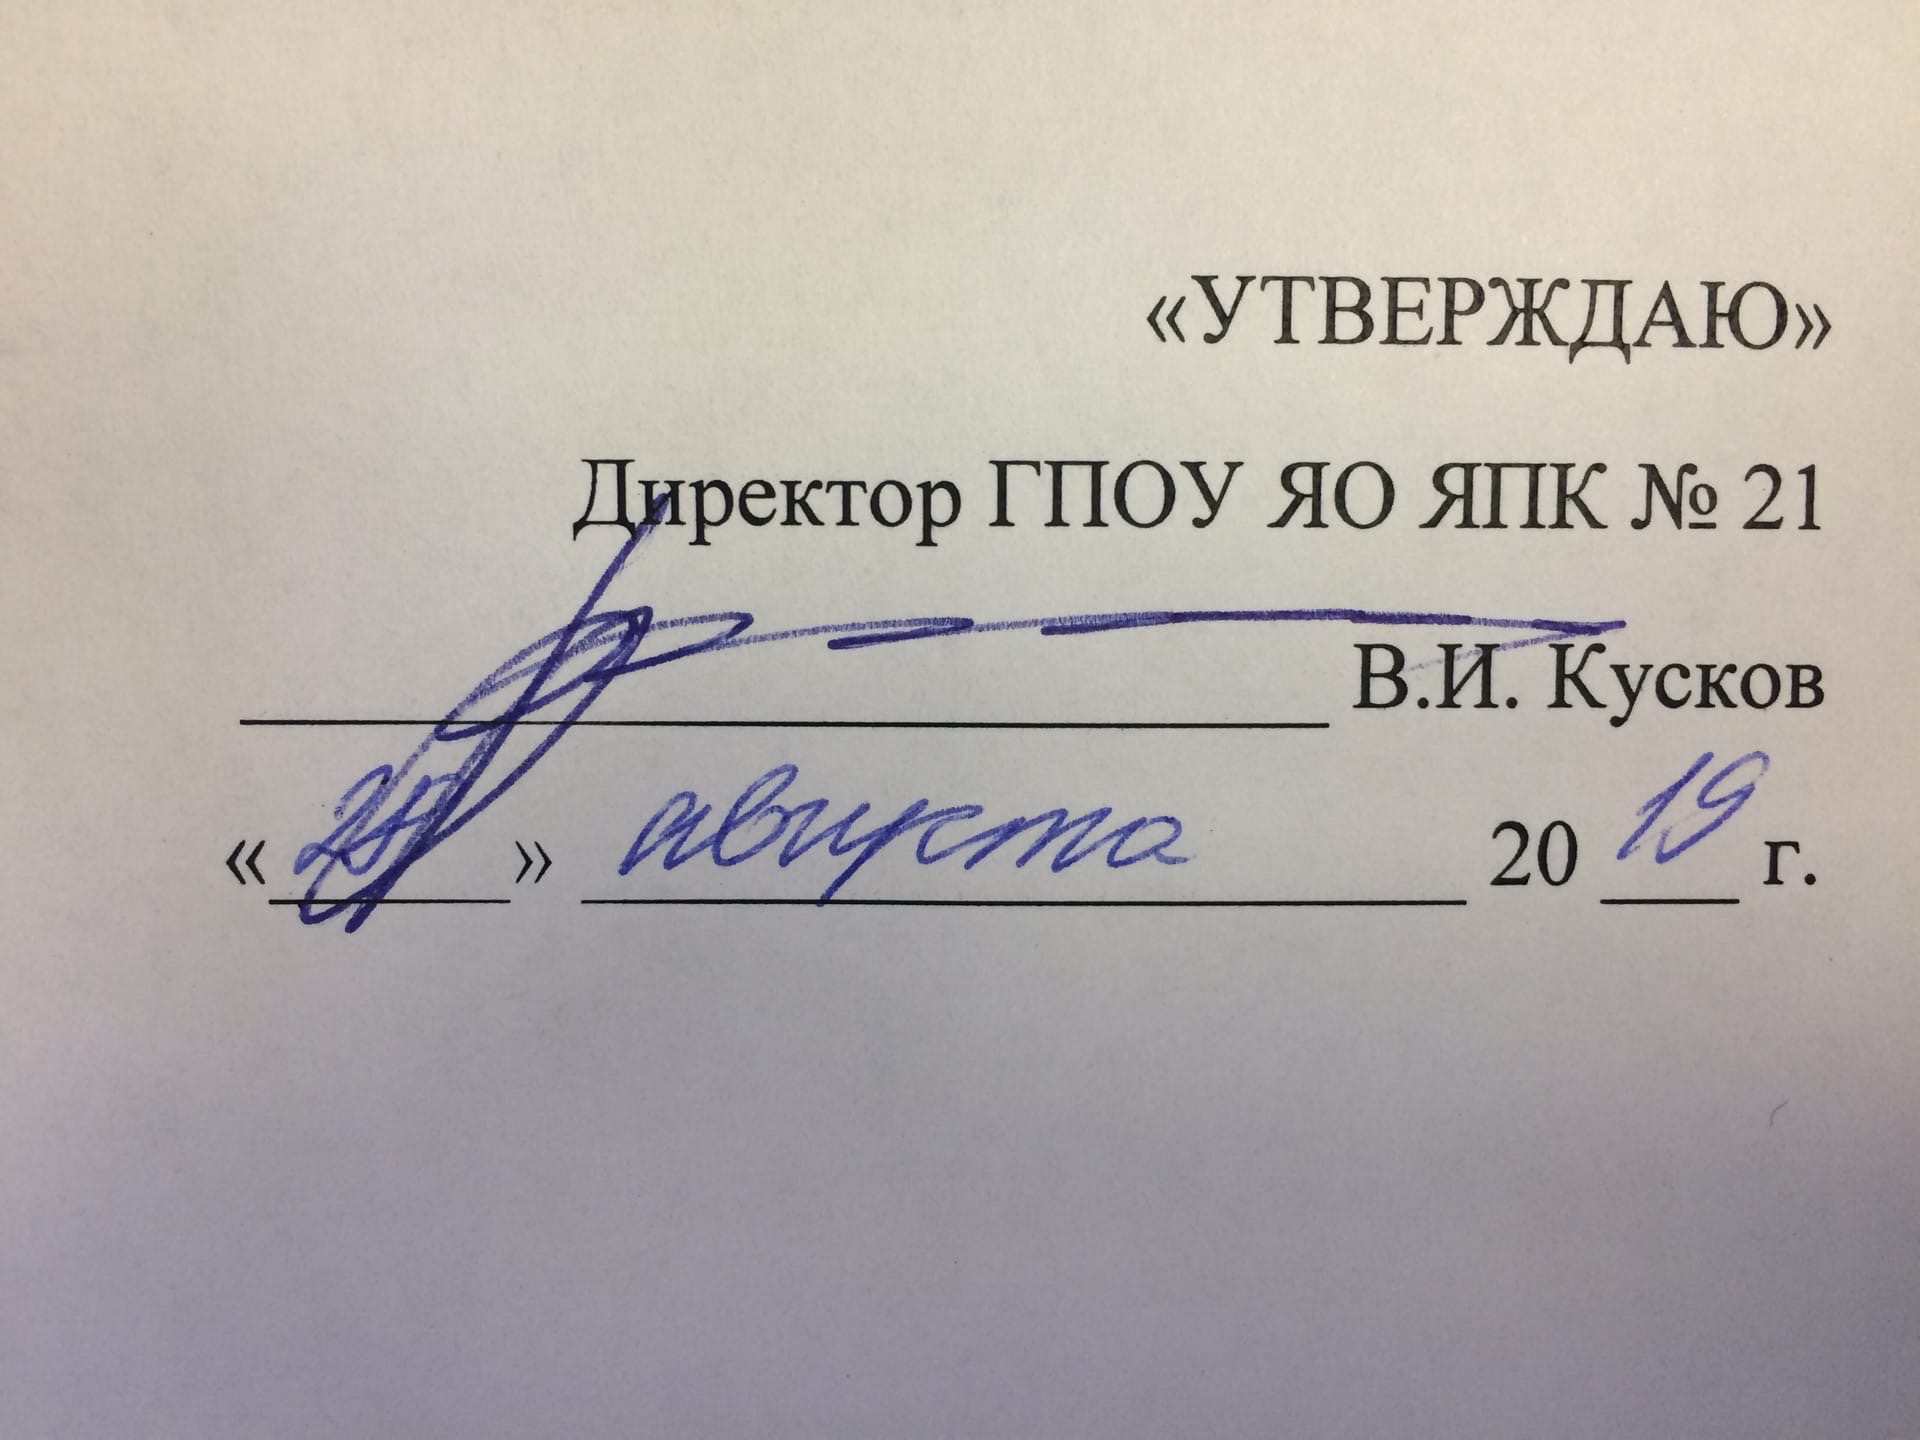 «УТВЕРЖДАЮ»
Директор ГПОУ ЯО ЯПК № 21
В.И. Кусков
« » августа 20 19 г.